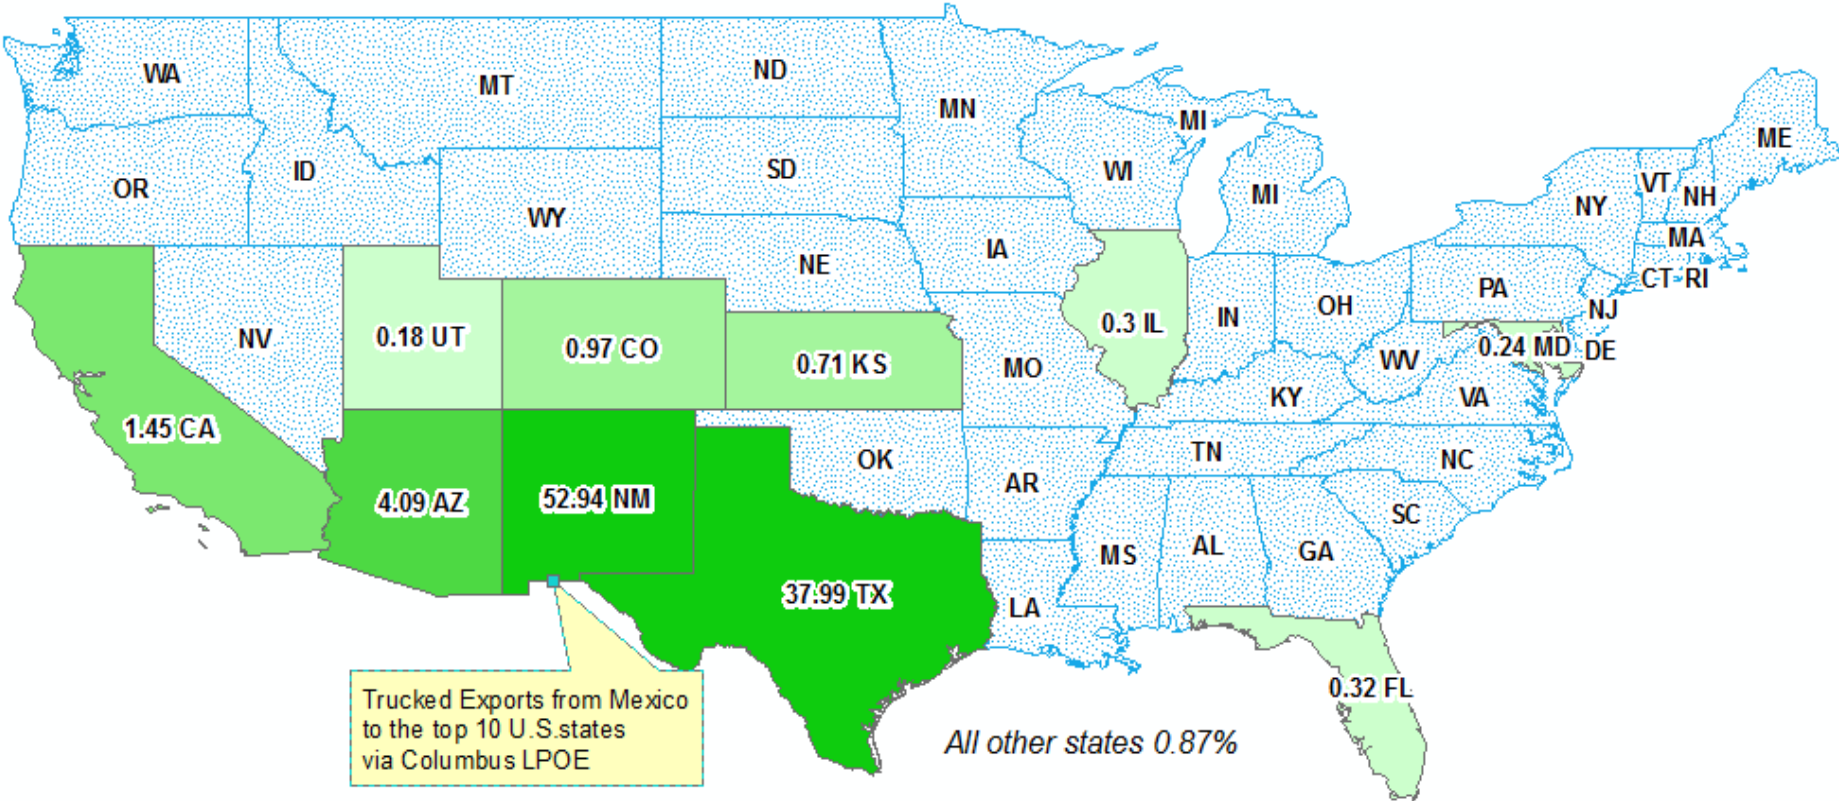 WA
MT
ND
MN
MI
ME
OR
ID
WY
SD
WI
MI
NY
VT
NH
MA
CT
RI
NV
NE
IA
IN
OH
PA
NJ
0.18 UT
0.97 CO
0.71 KS
MO
0.3 IL
KY
WV
0.24 MD
DE
VA
1.45 CA
4.09 AZ
52.94 NM
OK
AR
TN
NC
SC
37.99 TX
LA
MS
AL
GA
0.32 FL
Trucked Exports from Mexico
to the top 10 U.S.states
via Columbus LPOE
All other states 0.87%